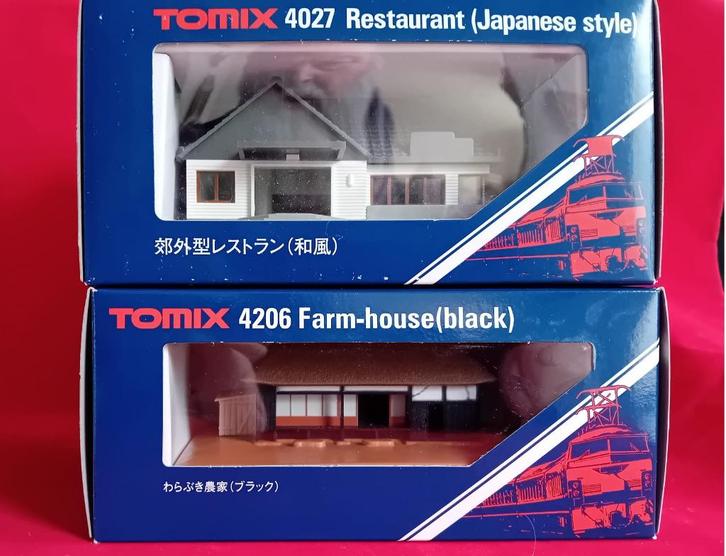 TOMIX 4027 Restaurant (Japanese style)
郊外型レストラン(和風)
TOMIX 4206 Farm-house(black)
わらぶき農家(ブラック)